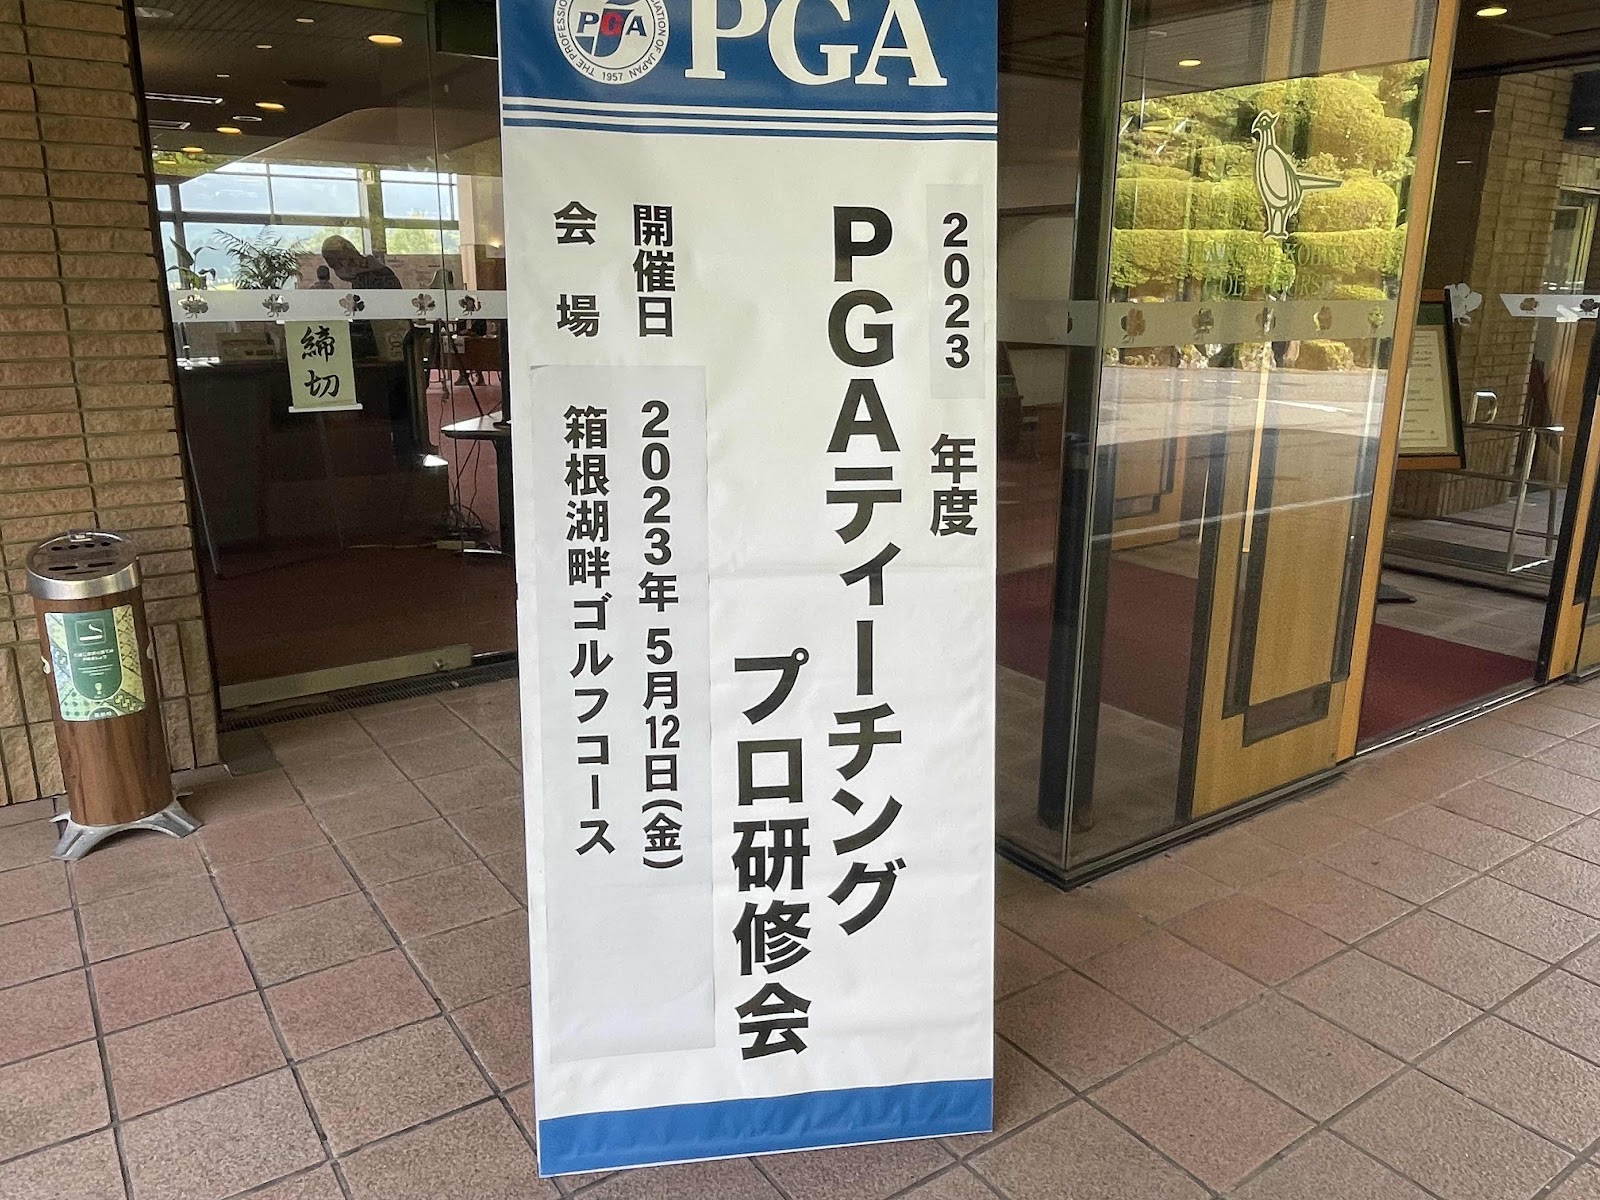 PGA
PGA
1957
2023年度
PGAティーチング
プロ研修会
開催日 2023年5月12日(金)
会場 箱根湖畔ゴルフコース
締切